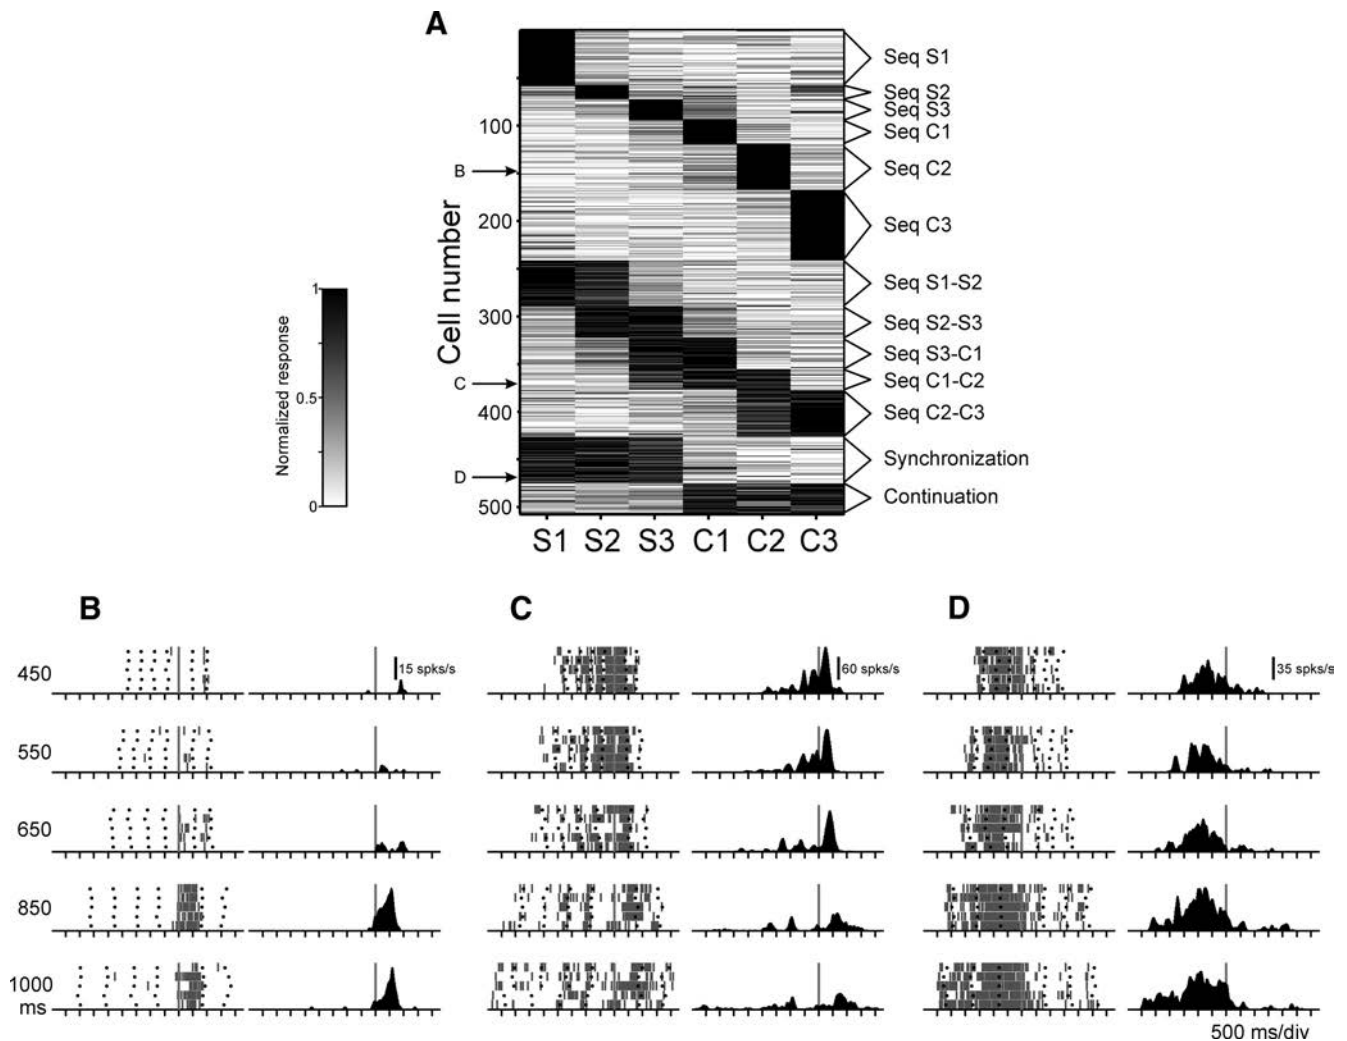 A
Seq S1
Seq S2
Seq S3
100
Seq C1
B
Seq C2
200
Seq C3
Cell number
Seq S1-S2
1
300
Seq S2-S3
Normalized response
Seq S3-C1
C
Seq C1-C2
0.5
400
Seq C2-C3
Synchronization
D
Continuation
0
500
S1 S2 S3 C1 C2 C3
B C D
450 15 spks/s 60 spks/s 35 spks/s
550
650
850
1000
ms
500 ms/div